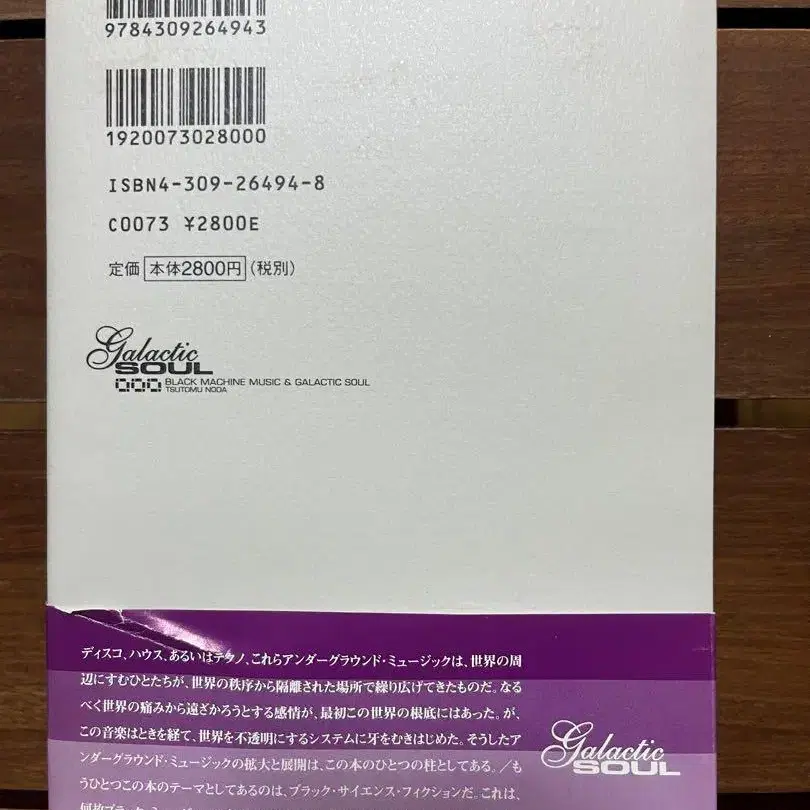 9784309264943
1920073028000
ISBN4-309-26494-8
C0073 ¥2800E
定価 本体2800円 (税別)
Galactic
SOUL
BLACK MACHINE MUSIC & GALACTIC SOUL
TSUTOMU NODA
ディスコ、ハウス、あるいはテクノ、これらアンダーグラウンド・ミュージックは、世界の周
辺にすむひとたちが、世界の秩序から隔離された場所で繰り広げてきたものだ。なる
べく世界の痛みから遠ざかろうとする感情が、最初この世界の根底にはあった。が、
この音楽はときを経て、世界を不透明にするシステムに牙をむきはじめた。そうしたア
ンダーグラウンド・ミュージックの拡大と展開は、この本のひとつの柱としてある。/も
うひとつこの本のテーマとしてあるのは、ブラック・サイエンス・フィクションだ。これは、
Galactic
SOUL